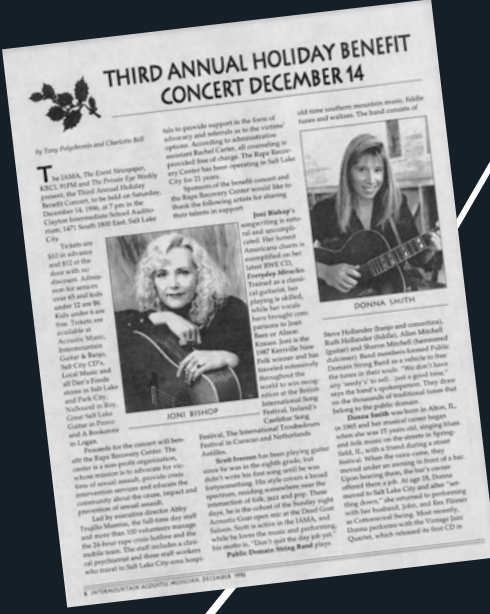 THIRD ANNUAL HOLIDAY BENEFIT
CONCERT DECEMBER 14
by Tony Polychronis and Charlotte Bell
The IAMA, The Event Newspaper,
KRCL 91FM and The Private Eye Weekly
present, the Third Annual Holiday
Benefit Concert, to be held on Saturday,
December 14, 1996, at 7 pm in the
Clayton Intermediate School Audito-
rium, 1471 South 1800 East, Salt Lake
City.
Tickets are
$10 in advance
and $12 at the
door with no
discount. Admis-
sion for seniors
over 65 and kids
under 12 are $6.
Kids under 6 are
free. Tickets are
available at
Acoustic Music,
Intermountain
Guitar & Banjo,
Salt City CD's,
Local Music and
all Dan's Foods
stores in Salt Lake
and Park City,
NuSound in Roy,
Great Salt Lake
Guitar in Provo
and A Bookstore
in Logan.
Proceeds for the concert will ben-
efit the Rape Recovery Center. The
center is a non-profit organization,
whose mission is to advocate for vic-
tims of sexual assault, provide crisis
intervention services and educate the
community about the cause, impact and
prevention of sexual assault.
Led by executive director Abby
Trujillo Maestas, the full-time day staff
and more than 100 volunteers manage
the 24-hour rape crisis hotline and the
mobile team. The staff includes a clini-
cal psychiatrist and three staff workers
who travel to Salt Lake City-area hospi-
tals to provide support in the form of
advocacy and referrals as to the victims'
options. According to administrative
assistant Rachel Center, all counseling is
provided free of charge. The Rape Recov-
ery Center has been operating in Salt Lake
City for 21 years.
Sponsors of the benefit concert and
the Rape Recovery Center would like to
thank the following artists for sharing
their talents in support
Joni Bishop's
songwriting is natu-
ral and uncompli-
cated. Her honest
Americana charm is
exemplified on her
latest BWE CD,
Everyday Miracles.
Trained as a classi-
cal guitarist, her
playing is skilled,
while her vocals
have brought com-
parisons to Joan
Baez or Alison
Krauss. Joni is the
1987 Kerrville New
Folk winner and has
traveled extensively
throughout the
world to win recog-
nition at the British
International Song
Festival, Ireland's
Castlebar Song
JONI BISHOP
Festival, The International Troubadours
Festival in Curacao and Netherlands
Antilles.
Scott Iverson has been playing guitar
since he was in the eighth grade, but
didn't write his first song until he was
fortysomething. His style covers a broad
spectrum, residing somewhere near the
intersection of folk, jazz and pop. These
days, he is the cohost of the Sunday night
Acoustic Goat open mic at the Dead Goat
Saloon. Scott is active in the IAMA, and
while he loves the music and performing,
his motto is, "Don't quit the day job yet."
Public Domain String Band plays
old-time southern mountain music, fiddle
tunes and waltzes. The band consists of
DONNA SMITH
Steve Hollander (banjo and concertina),
Ruth Hollander (fiddle), Allen Mitchell
(guitar) and Sharon Mitchell (hammered
dulcimer). Band members formed Public
Domain String Band as a vehicle to free
the tunes in their souls. "We don't have
any 'seedy's' to sell . . just a good time,"
says the band's spokesperson. They draw
on the thousands of traditional tunes that
belong to the public domain.
Donna Smith was born in Alton, IL,
in 1965 and her musical career began
when she was 15 years old, singing blues
and folk music on the streets in Spring-
field, IL, with a friend during a street
festival. When the rains came, they
moved under an awning in front of a bar.
Upon hearing them, the bar's owner
offered them a job. At age 18, Donna
moved to Salt Lake City and after "set-
tling down," she returned to performing
with her husband, John, and Jim Fixmer
as Commonwood Swing. Most recently,
Donna performs with the Vintage Jazz
Quartet, which released its first CD in
6 INTERMOUNTAIN ACOUSTIC MUSICIAN, DECEMBER 1996